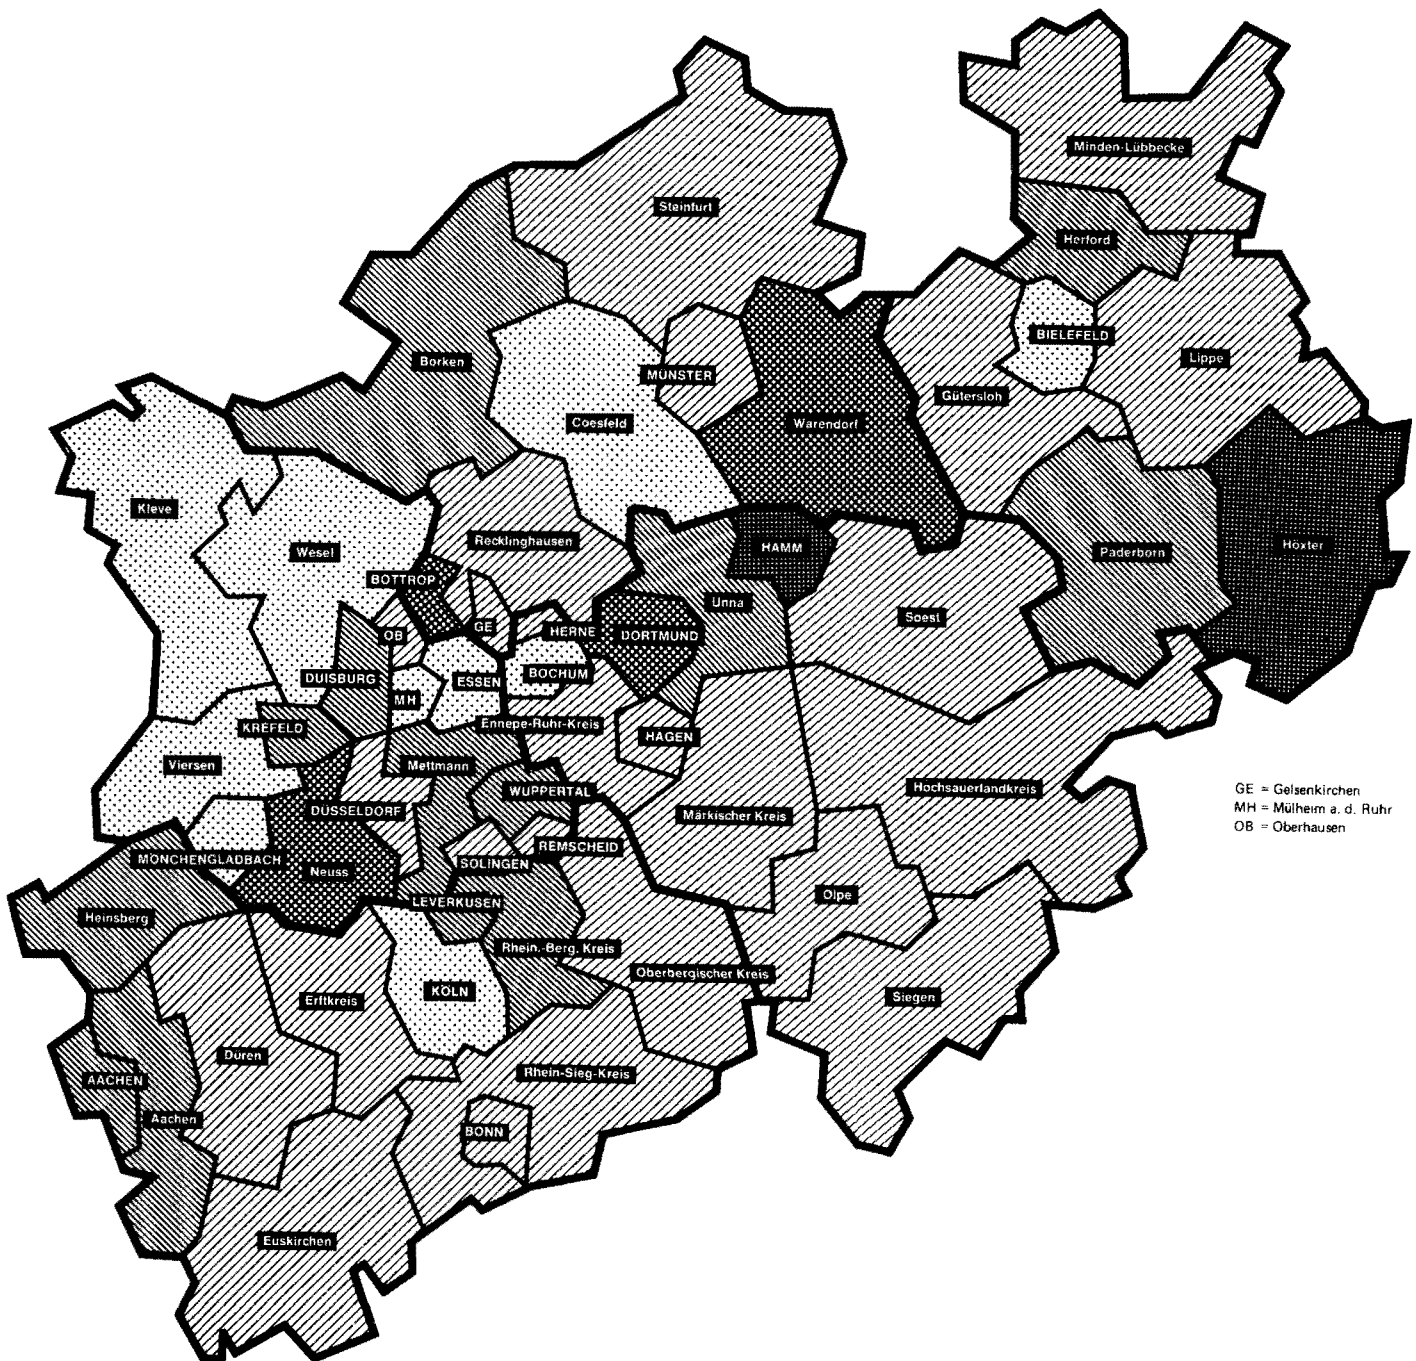 Minden-Lübbecke
Steinfurt
Herford
BIELEFELD
Lippe
Borken
MÜNSTER
Gütersloh
Coesfeld
Warendorf
Kleve
Wesel
Recklinghausen
HAMM
Paderborn
Höxter
BOTTROP
Unna
Soest
GE
OB
HERNE
DORTMUND
DUISBURG
ESSEN
BOCHUM
MH
KREFELD
Ennepe-Ruhr-Kreis
HAGEN
Viersen
Mettmann
WUPPERTAL
Hochsauerlandkreis
GE = Gelsenkirchen
MH = Mülheim a. d. Ruhr
OB = Oberhausen
DÜSSELDORF
Märkischer Kreis
REMSCHEID
MÖNCHENGLADBACH
SOLINGEN
Neuss
Olpe
LEVERKUSEN
Heinsberg
Rhein.-Berg. Kreis
Oberbergischer Kreis
KÖLN
Erftkreis
Siegen
Düren
Rhein-Sieg-Kreis
AACHEN
Aachen
BONN
Euskirchen